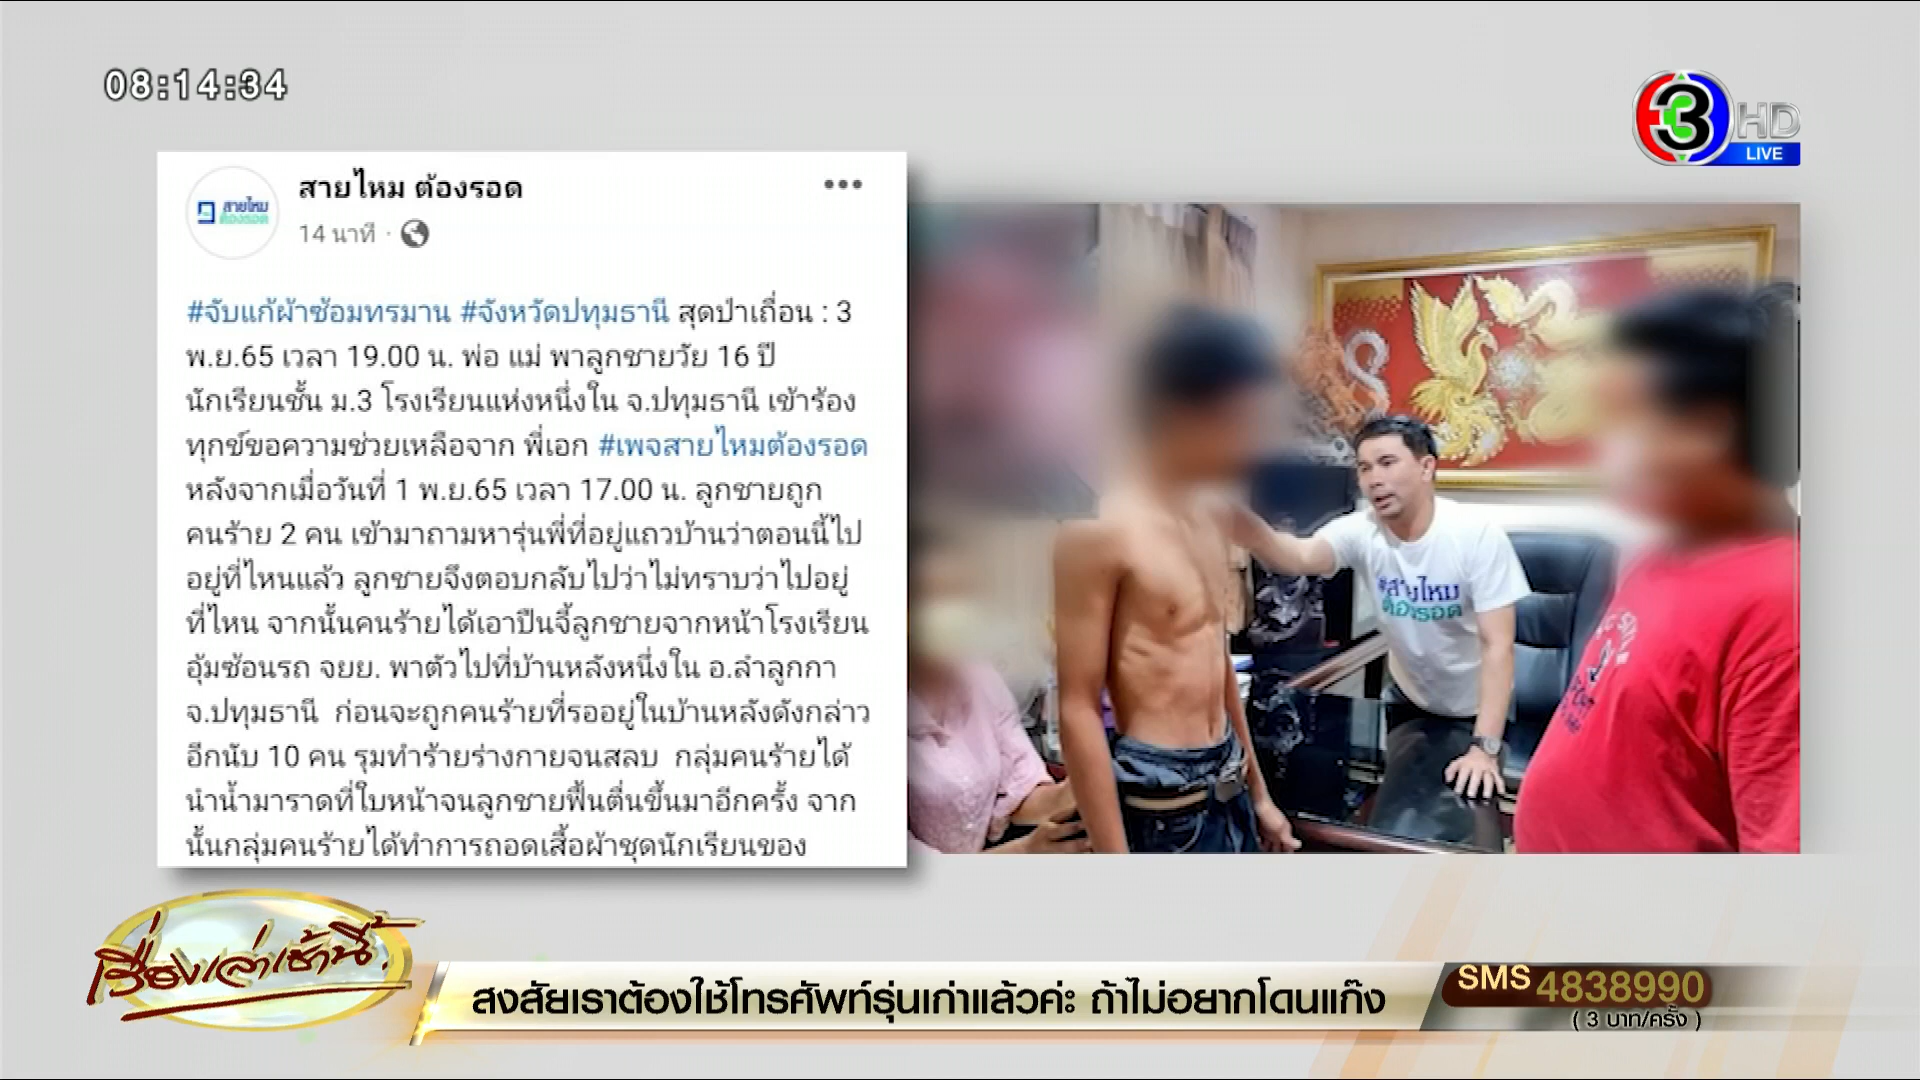 08:14:34
3 HD
LIVE
สายไหม ต้องรอด
สายไหม
ต้องรอด
14 นาที ·
#จับแก้ผ้าซ้อมทรมาน #จังหวัดปทุมธานี สุดป่าเถื่อน : 3
พ.ย.65 เวลา 19.00 น. พ่อ แม่ พาลูกชายวัย 16 ปี
นักเรียนชั้น ม.3 โรงเรียนแห่งหนึ่งใน จ.ปทุมธานี เข้าร้อง
ทุกข์ขอความช่วยเหลือจาก พี่เอก #เพจสายไหมต้องรอด
หลังจากเมื่อวันที่ 1 พ.ย.65 เวลา 17.00 น. ลูกชายถูก
คนร้าย 2 คน เข้ามาถามหารุ่นพี่ที่อยู่แถวบ้านว่าตอนนี้ไป
อยู่ที่ไหนแล้ว ลูกชายจึงตอบกลับไปว่าไม่ทราบว่าไปอยู่
ที่ไหน จากนั้นคนร้ายได้เอาปืนจี้ลูกชายจากหน้าโรงเรียน
อุ้มซ้อนรถ จยย. พาตัวไปที่บ้านหลังหนึ่งใน อ.ลำลูกกา
จ.ปทุมธานี ก่อนจะถูกคนร้ายที่รออยู่ในบ้านหลังดังกล่าว
อีกนับ 10 คน รุมทำร้ายร่างกายจนสลบ กลุ่มคนร้ายได้
นำน้ำมาราดที่ใบหน้าจนลูกชายฟื้นตื่นขึ้นมาอีกครั้ง จาก
นั้นกลุ่มคนร้ายได้ทำการถอดเสื้อผ้าชุดนักเรียนของ
#สายไหม
ต้องรอด
เรื่องเล่าเช้านี้
สงสัยเราต้องใช้โทรศัพท์รุ่นเก่าแล้วค่ะ ถ้าไม่อยากโดนแก๊ง
SMS 4838990
( 3 บาท/ครั้ง )